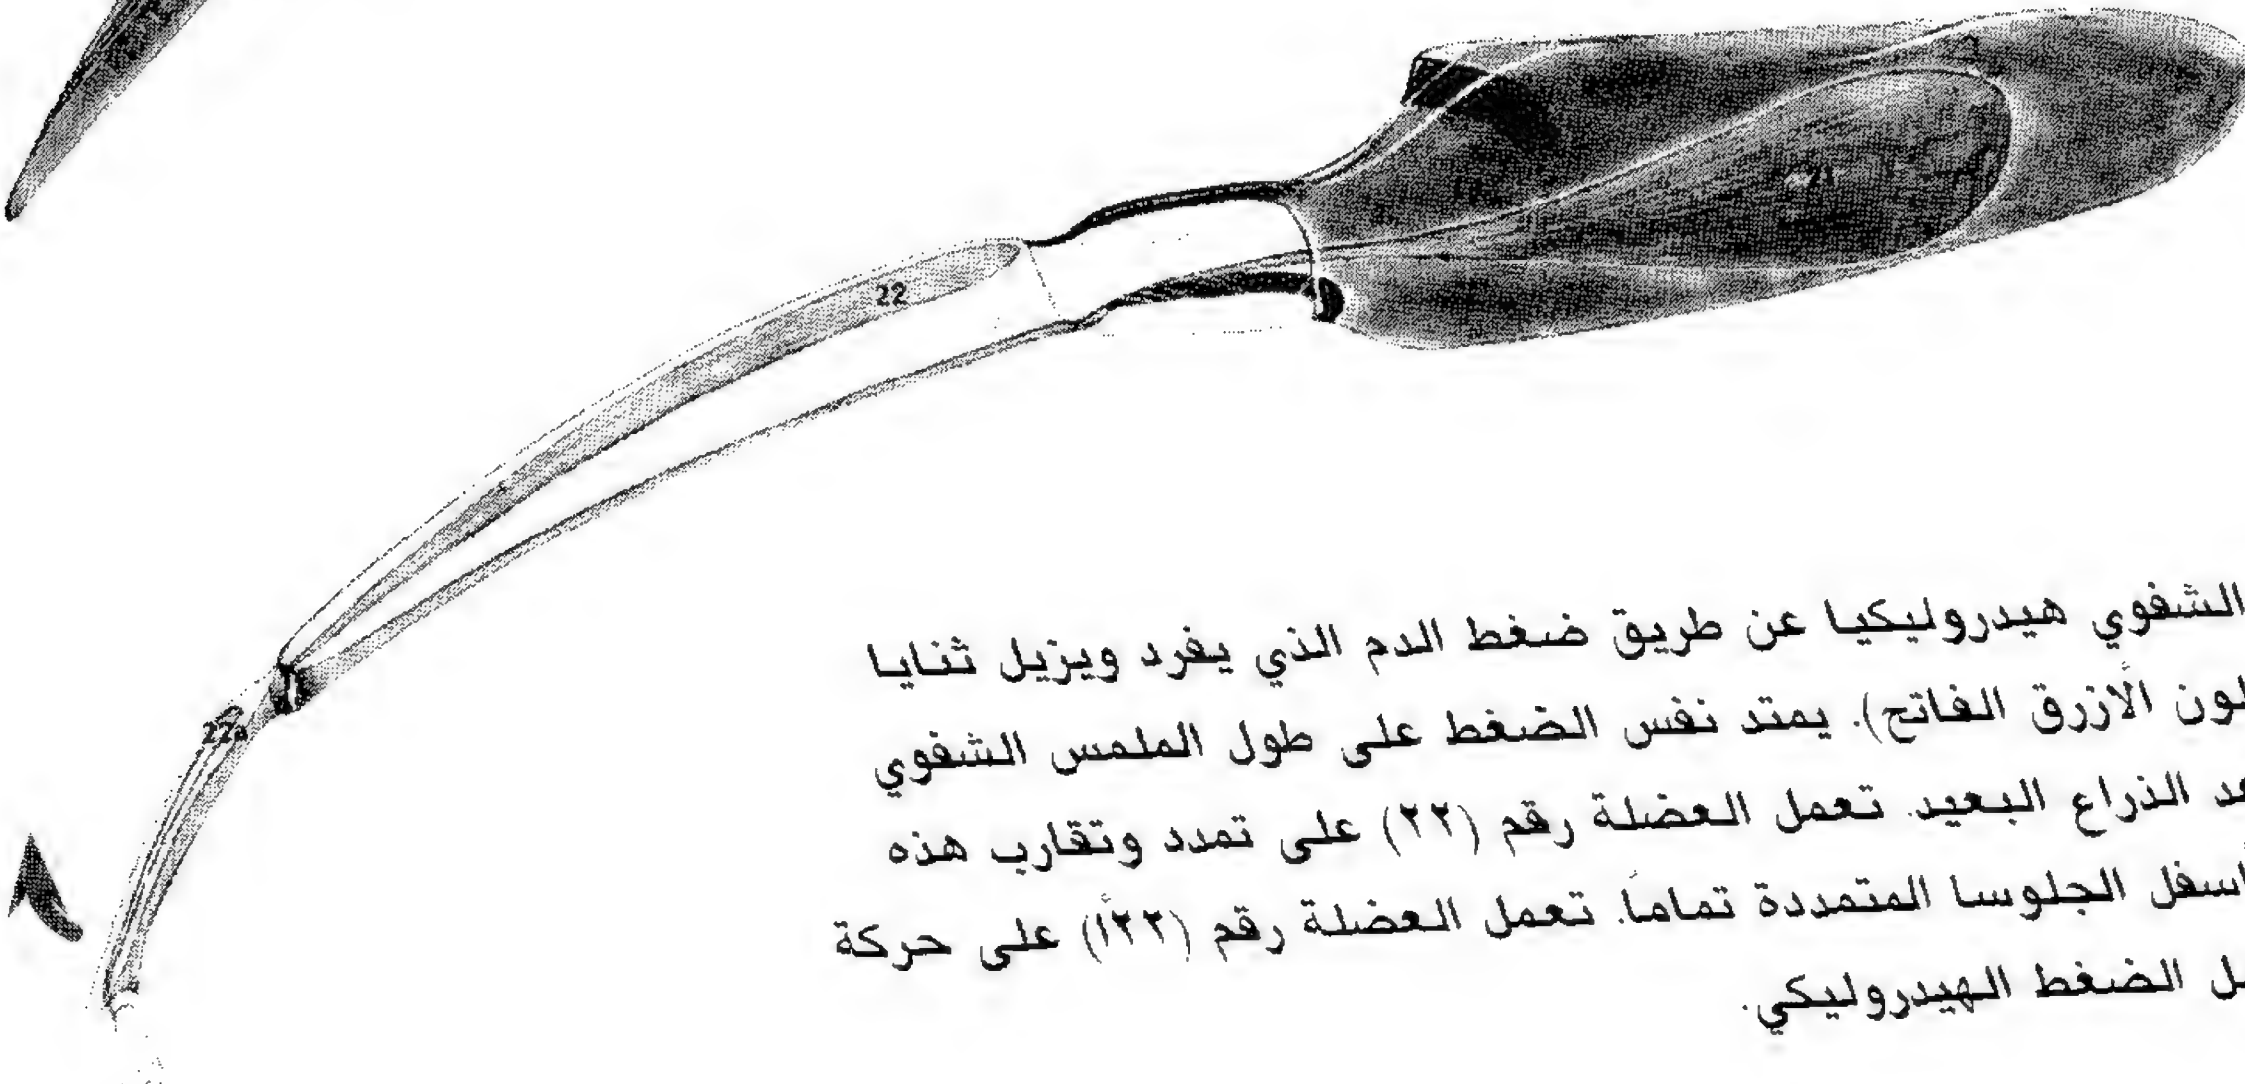 21
22
22a
الشفوي هيدروليكيا عن طريق ضغط الدم الذي يفرد ويزيل ثنايا
لون الأزرق الفاتح). يمتد نفس الضغط على طول الملمس الشفوي
عد الذراع البعيد. تعمل العضلة رقم (٢٢) على تمدد وتقارب هذه
أسفل الجلوسا المتمددة تماماً. تعمل العضلة رقم (٢٢أ) على حركة
ل الضغط الهيدروليكي.